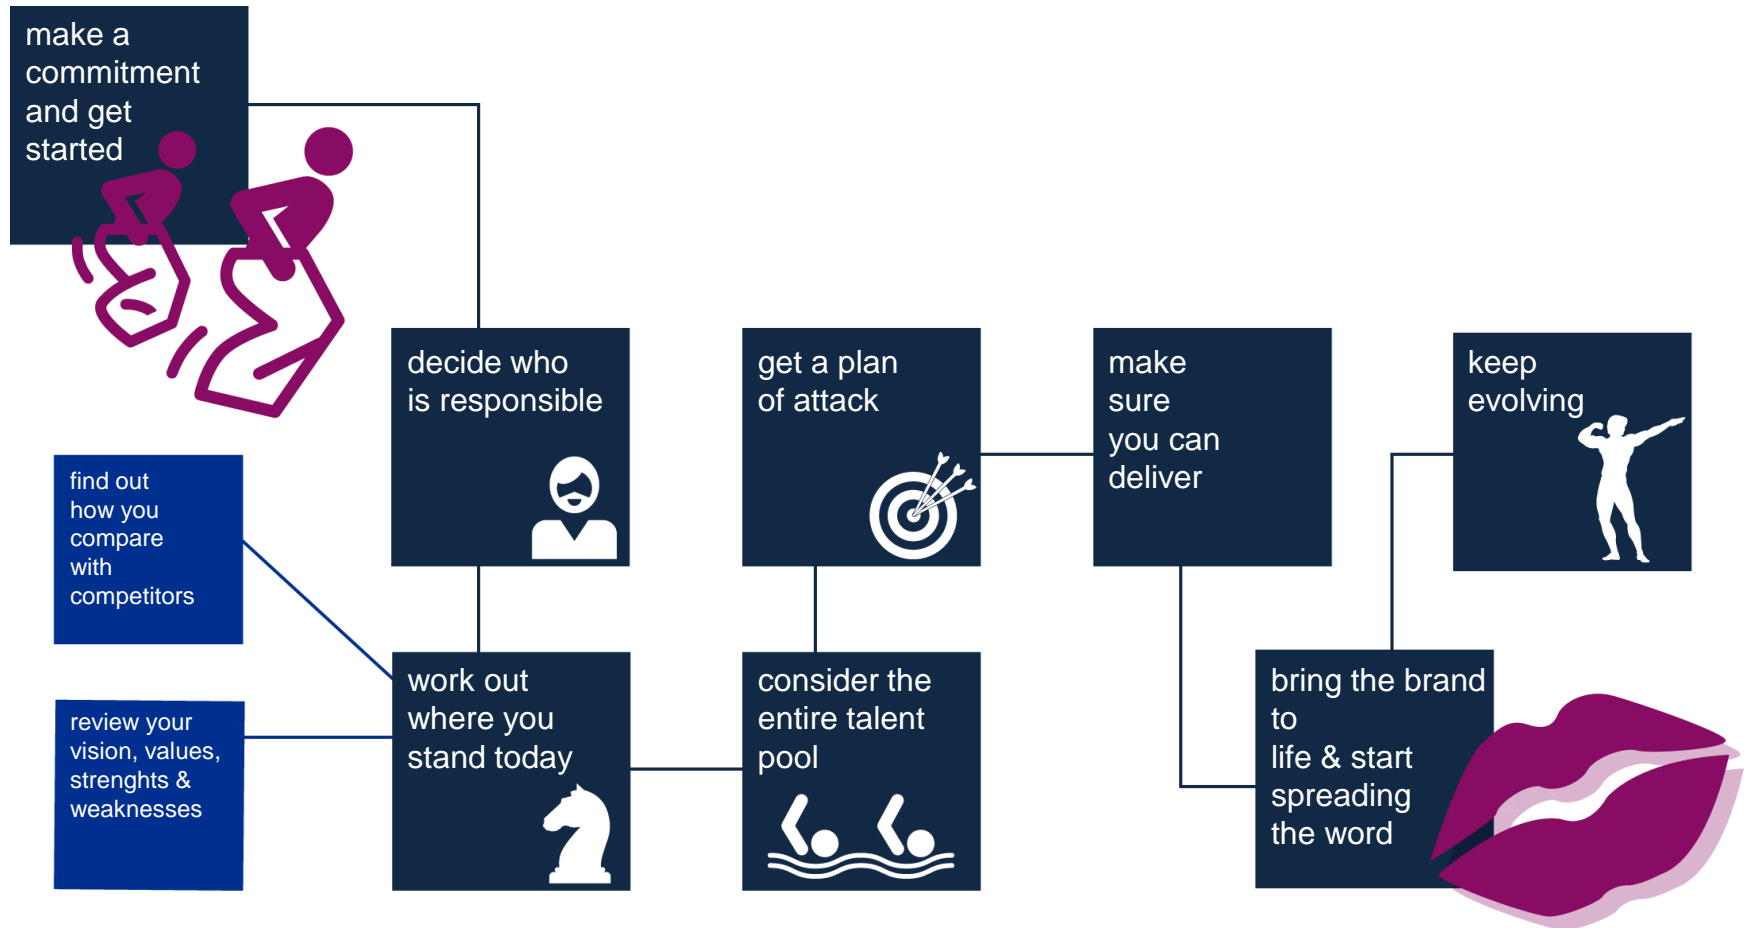 make a
commitment
and get
started
decide who
is responsible
get a plan
of attack
make
sure
you can
deliver
keep
evolving
find out
how you
compare
with
competitors
review your
vision, values,
strenghts &
weaknesses
work out
where you
stand today
consider the
entire talent
pool
bring the brand
to
life & start
spreading
the word